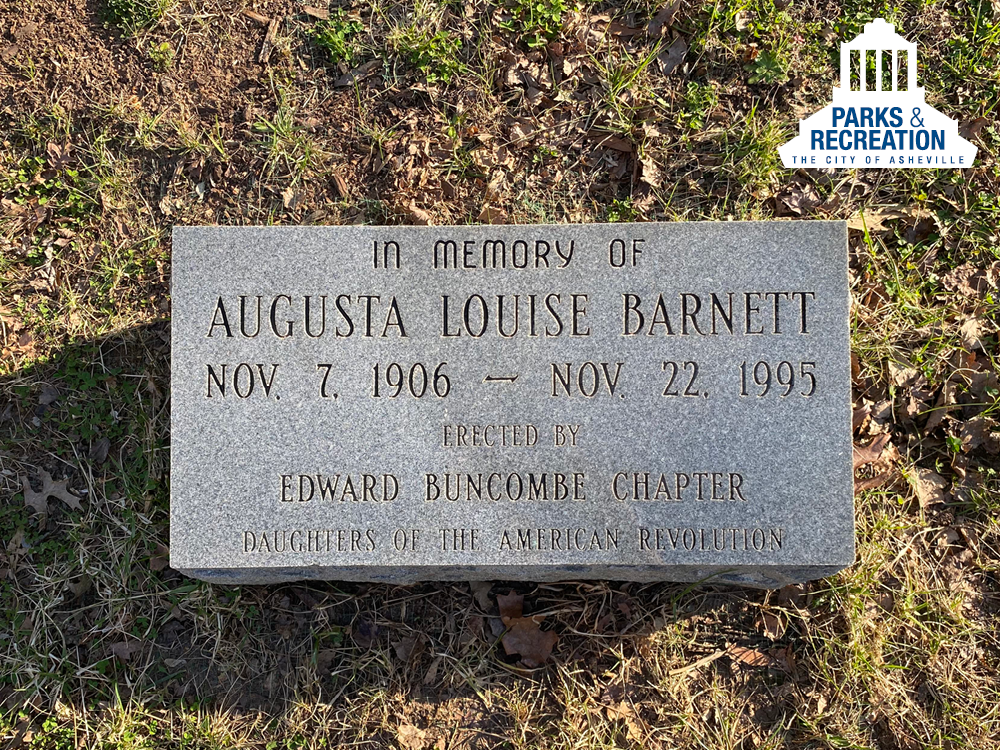 PARKS &
RECREATION
THE CITY OF ASHEVILLE
IN MEMORY OF
AUGUSTA LOUISE BARNETT
NOV. 7, 1906 — NOV. 22, 1995
ERECTED BY
EDWARD BUNCOMBE CHAPTER
DAUGHTERS OF THE AMERICAN REVOLUTION